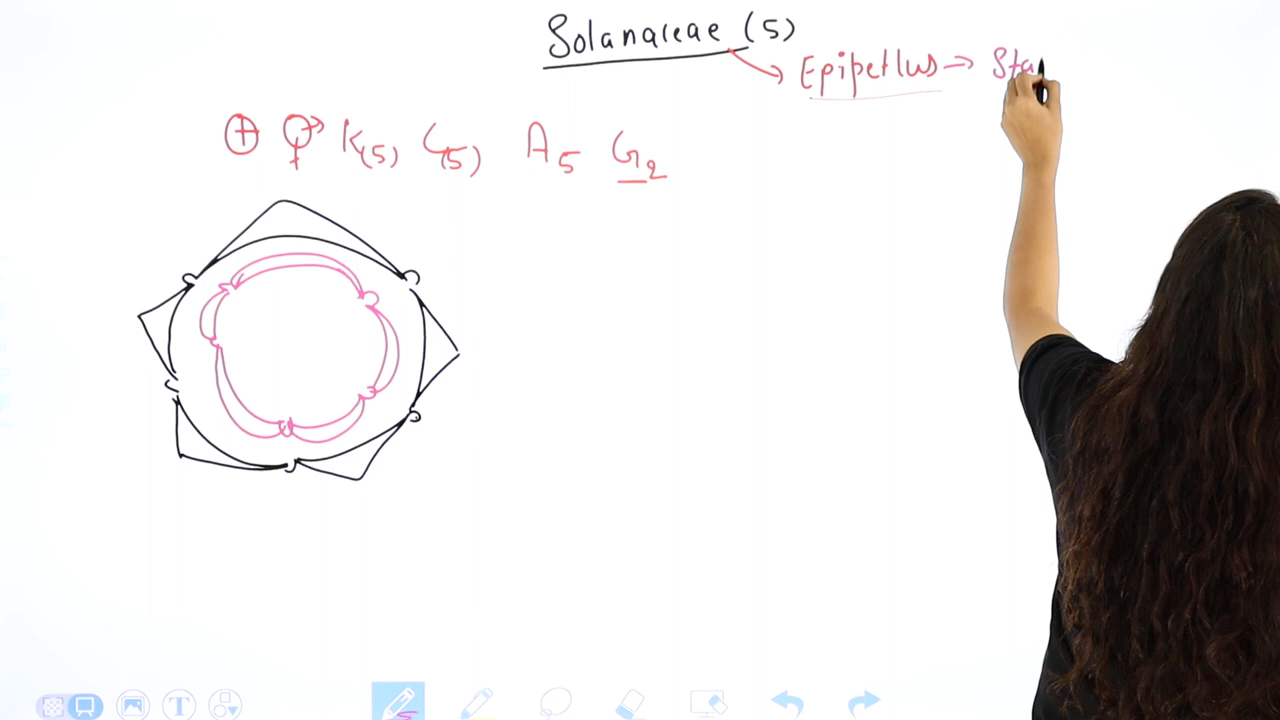 Solanaceae (5)
Epipetlus → Sta
⊕ ⚥ K(5) C(5) A5 G2
T